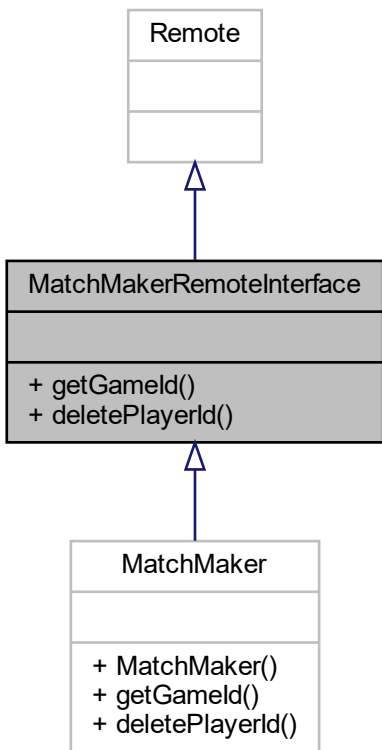 Remote
MatchMakerRemoteInterface
+ getGameId()
+ deletePlayerId()
MatchMaker
+ MatchMaker()
+ getGameId()
+ deletePlayerId()